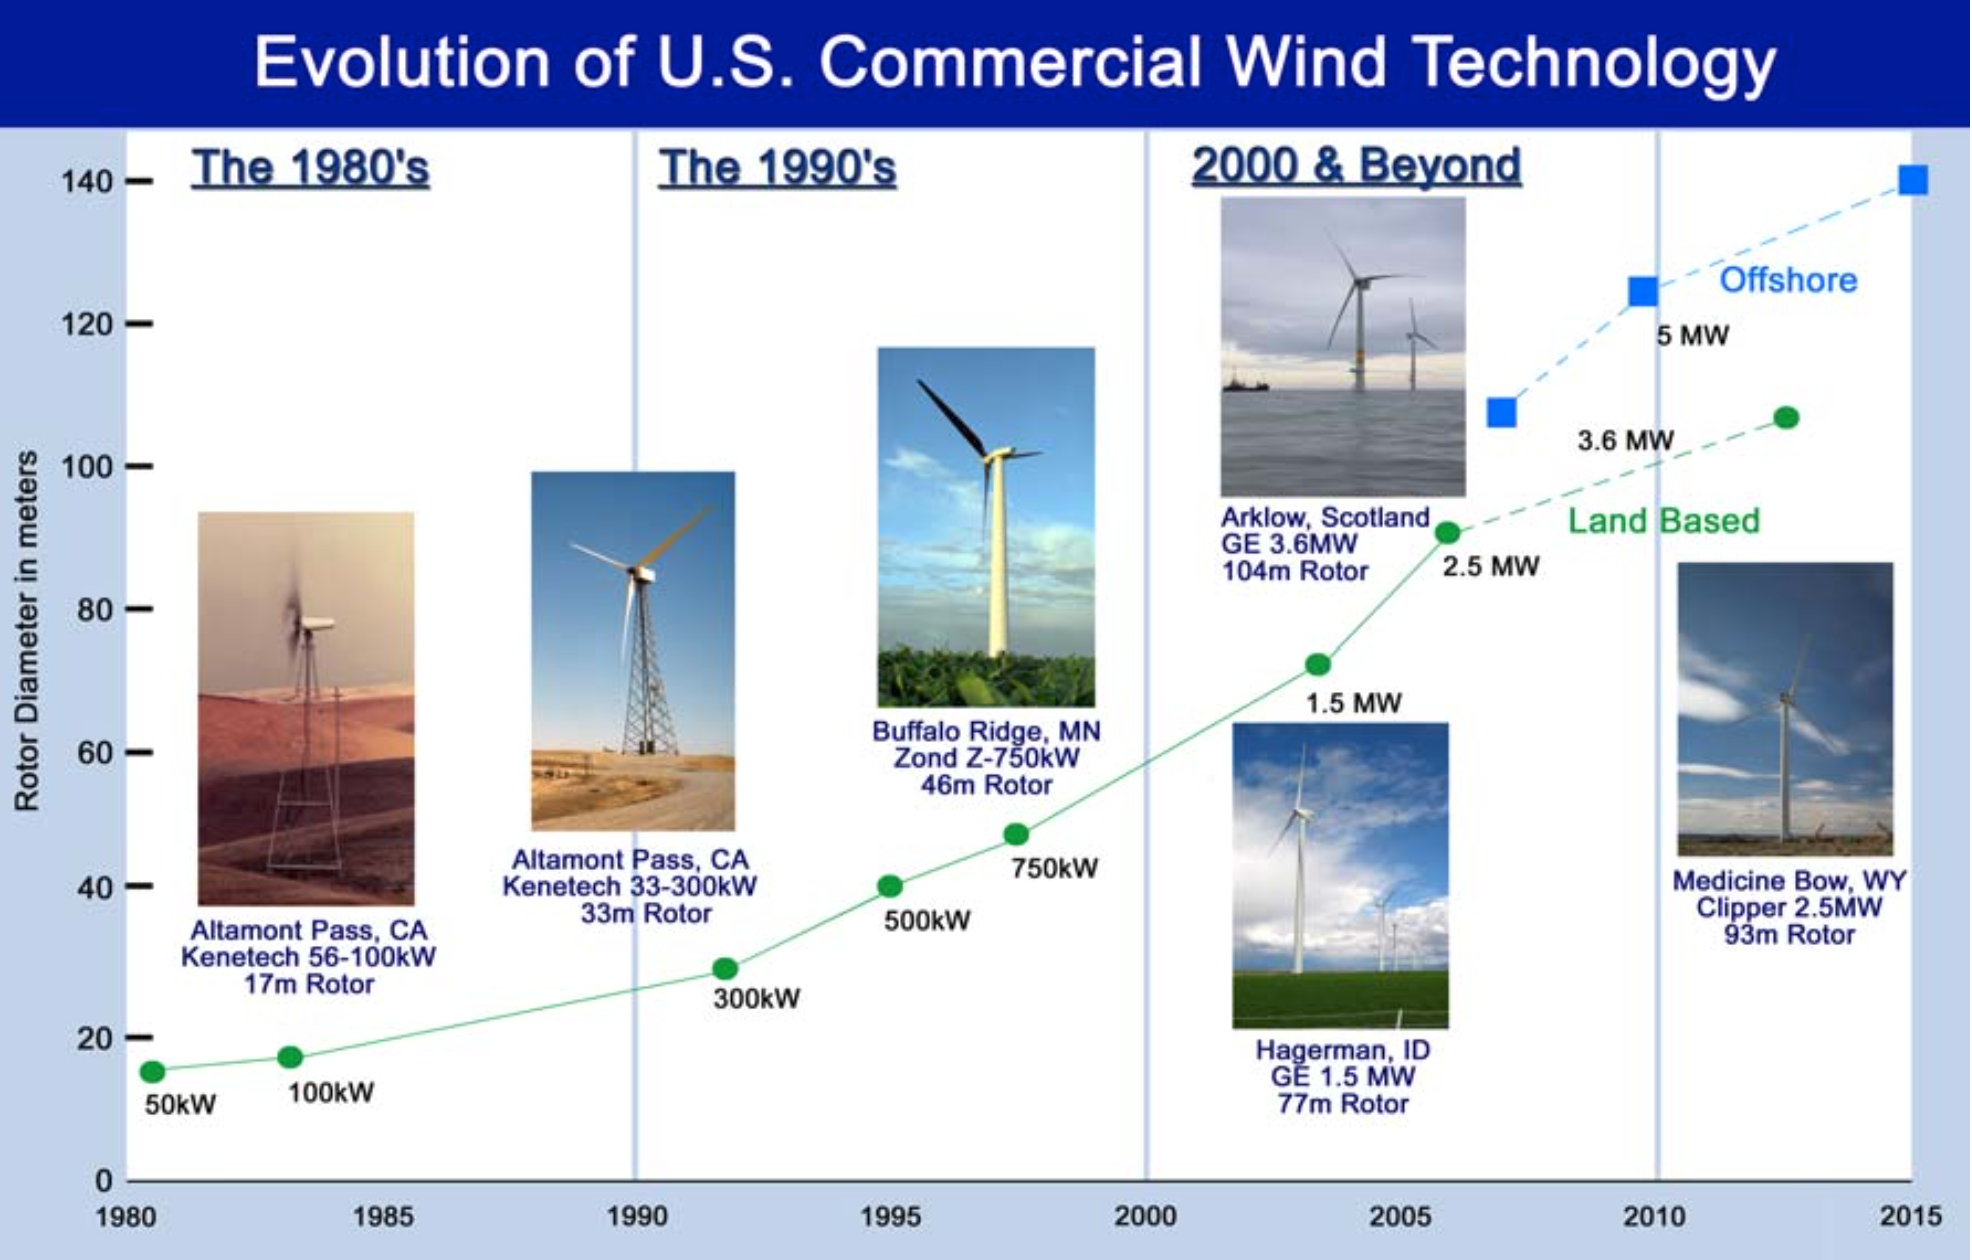 Evolution of U.S. Commercial Wind Technology
The 1980's
The 1990's
2000 & Beyond
Rotor Diameter in meters
140
120
100
80
60
40
20
0
1980
1985
1990
1995
2000
2005
2010
2015
Altamont Pass, CA
Kenetech 56-100kW
17m Rotor
Altamont Pass, CA
Kenetech 33-300kW
33m Rotor
Buffalo Ridge, MN
Zond Z-750kW
46m Rotor
Arklow, Scotland
GE 3.6MW
104m Rotor
Hagerman, ID
GE 1.5 MW
77m Rotor
Medicine Bow, WY
Clipper 2.5MW
93m Rotor
50kW
100kW
300kW
500kW
750kW
1.5 MW
2.5 MW
3.6 MW
5 MW
Offshore
Land Based